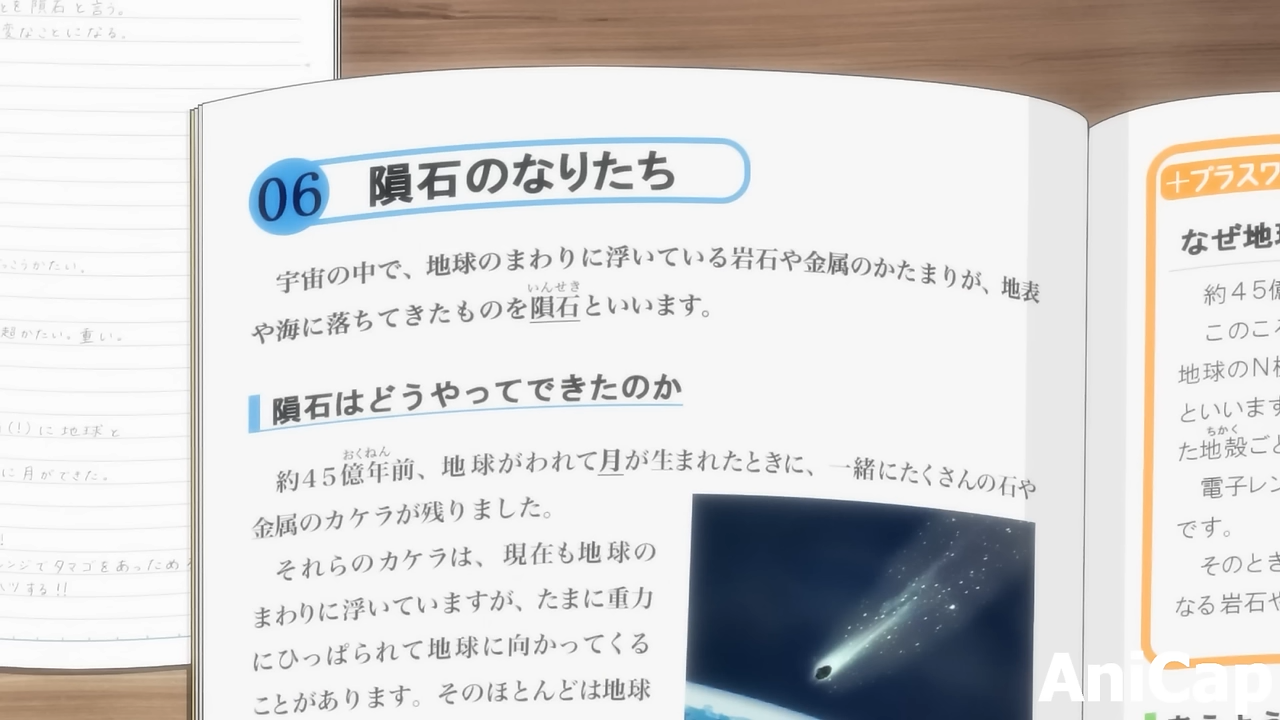 とを隕石と言う。
変なことになる。
っこうかたい。
超かたい。重い。
(!)に地球と
に月ができた。
レンジでタマゴをあっため
する!!
06 隕石のなりたち
宇宙の中で、地球のまわりに浮いている岩石や金属のかたまりが、地表
いんせき
や海に落ちてきたものを隕石といいます。
隕石はどうやってできたのか
おくねん
約45億年前、地球がわれて月が生まれたときに、一緒にたくさんの石や
金属のカケラが残りました。
それらのカケラは、現在も地球の
まわりに浮いていますが、たまに重力
にひっぱられて地球に向かってくる
ことがあります。そのほとんどは地球
+プラスワ
なぜ地球
約45億
このころ
地球のN極
といいます
ちかく
た地殻ごと
電子レン
です。
そのとき
なる岩石や
AniCap